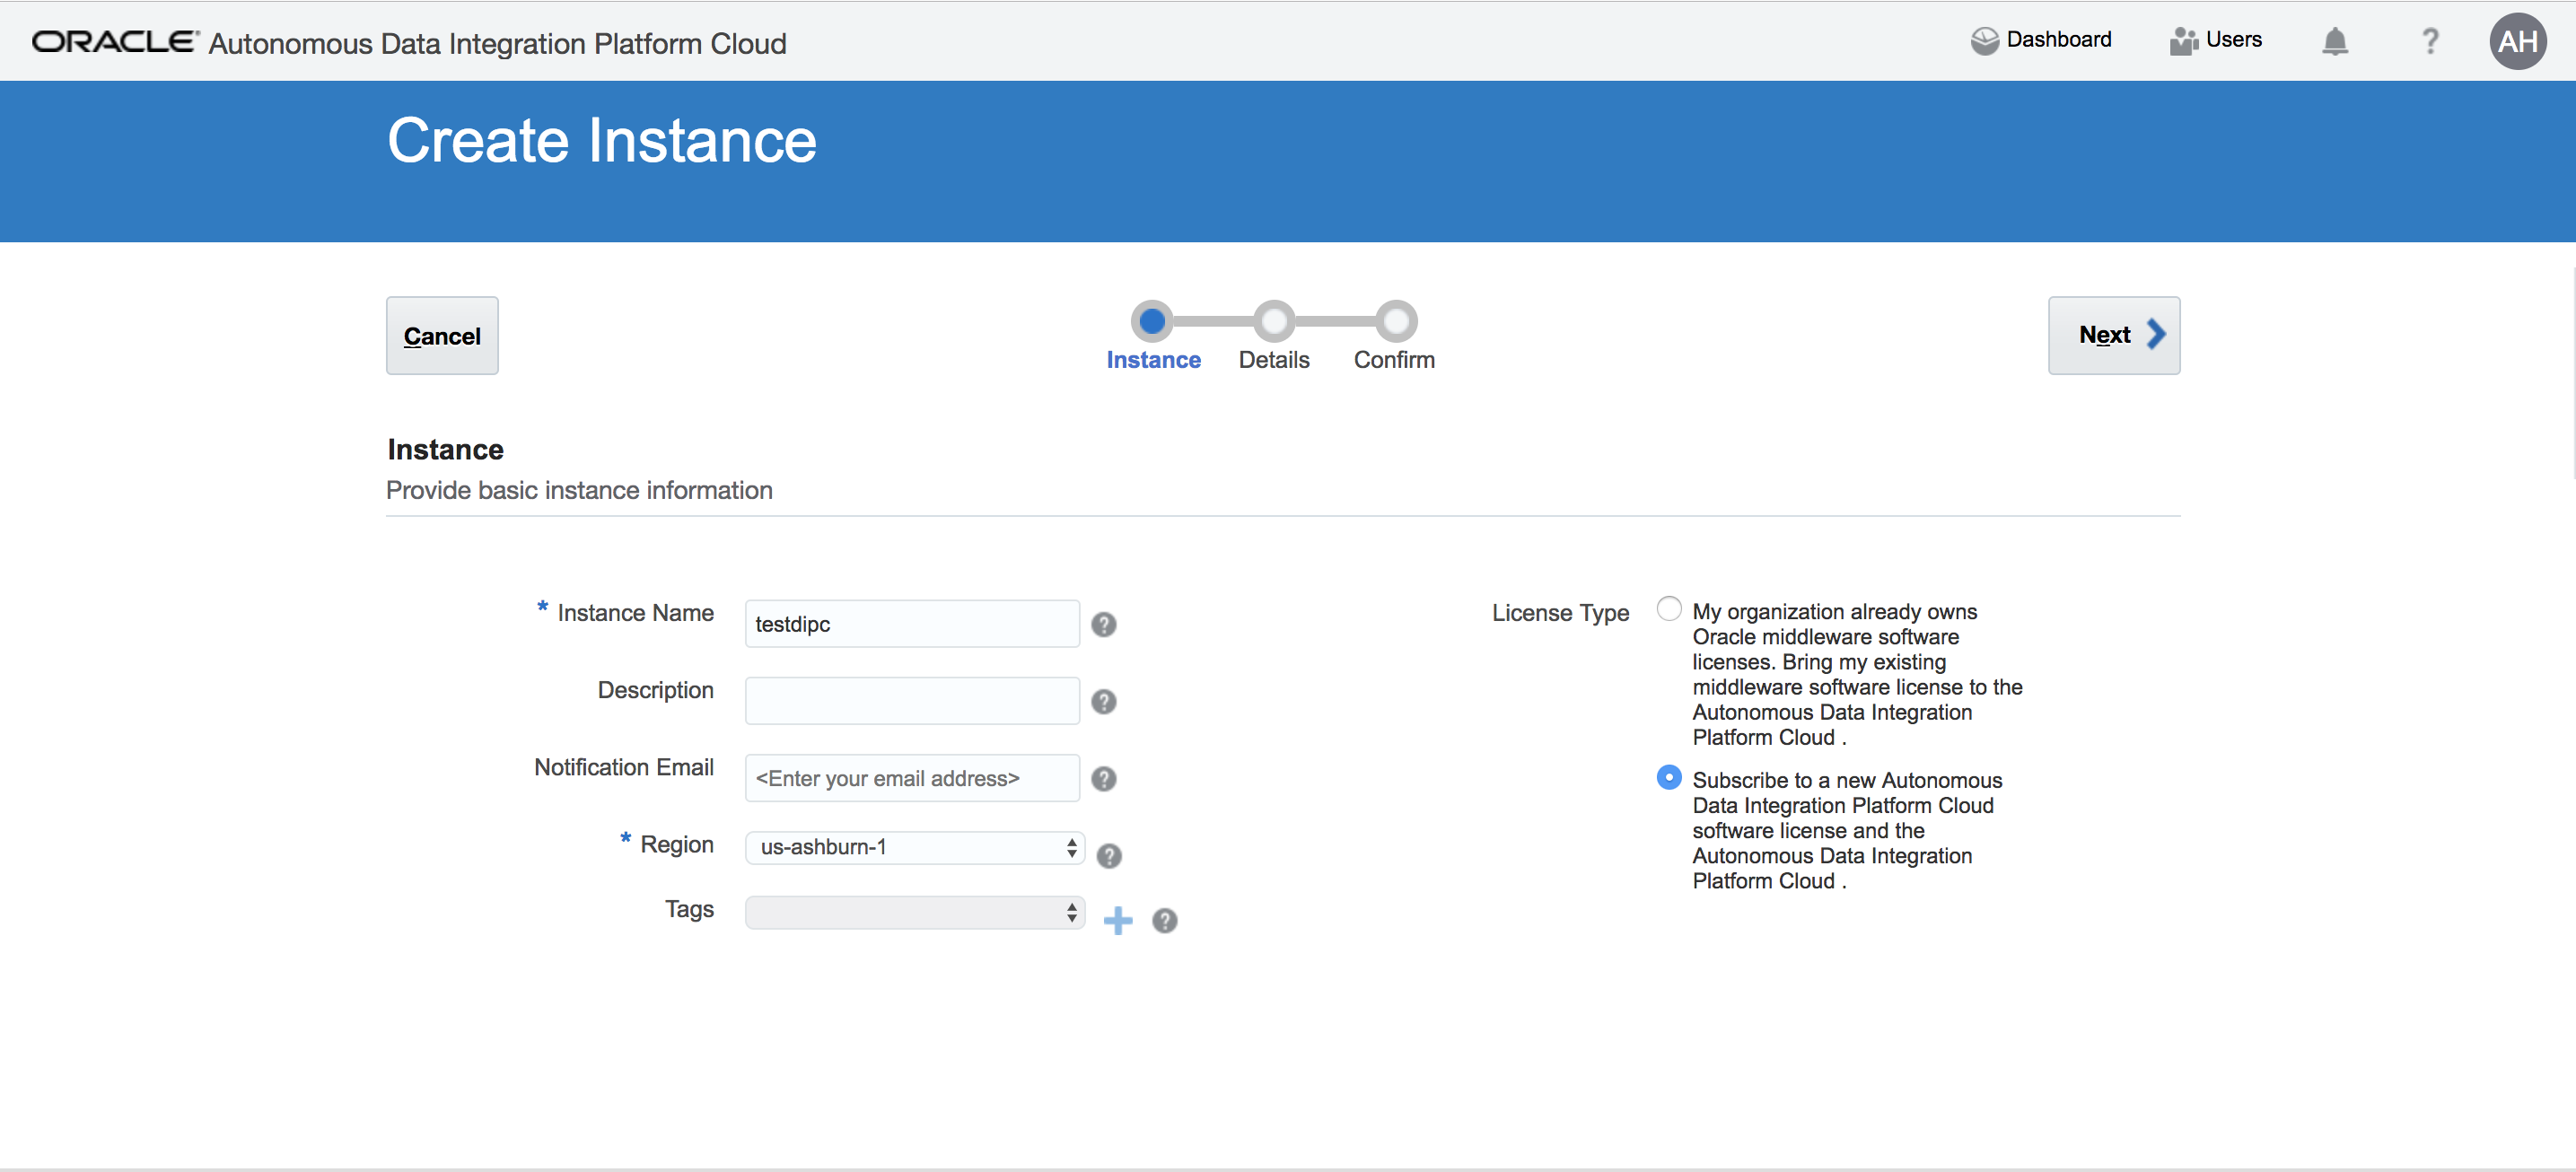 ORACLE® Autonomous Data Integration Platform Cloud
Dashboard
Users
?
AH
Create Instance
Cancel
Instance
Details
Confirm
Next
Instance
Provide basic instance information
* Instance Name
testdipc
?
Description
?
Notification Email
<Enter your email address>
?
* Region
us-ashburn-1
?
Tags
?
License Type
My organization already owns
Oracle middleware software
licenses. Bring my existing
middleware software license to the
Autonomous Data Integration
Platform Cloud .
Subscribe to a new Autonomous
Data Integration Platform Cloud
software license and the
Autonomous Data Integration
Platform Cloud .